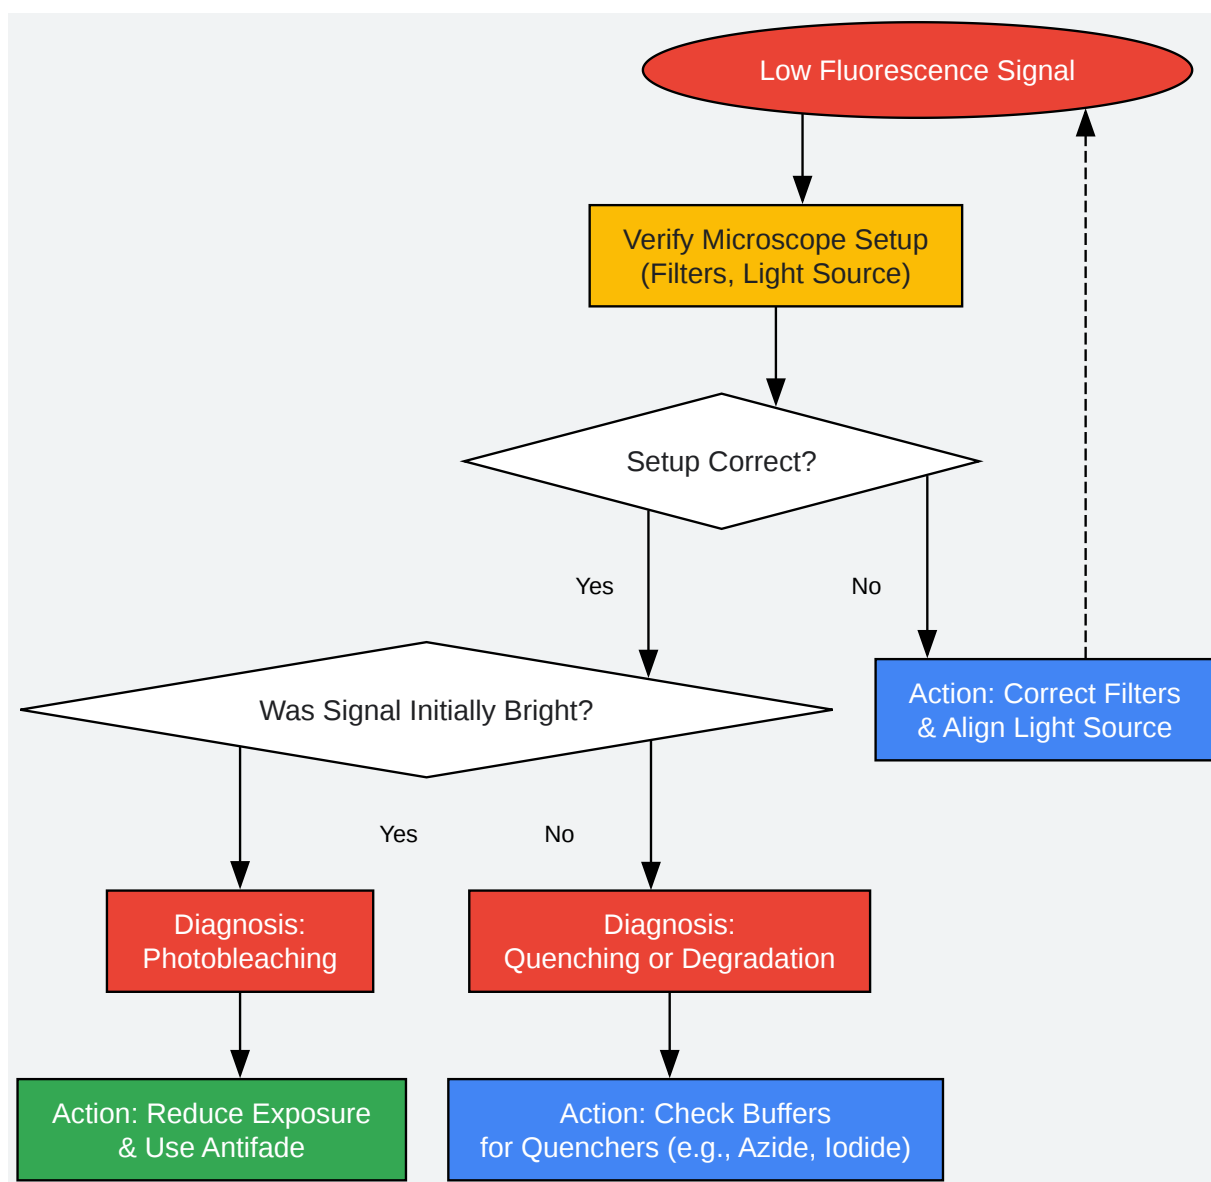 Low Fluorescence Signal
Verify Microscope Setup
(Filters, Light Source)
Setup Correct?
Yes
No
Was Signal Initially Bright?
Action: Correct Filters
& Align Light Source
Yes
No
Diagnosis:
Photobleaching
Diagnosis:
Quenching or Degradation
Action: Reduce Exposure
& Use Antifade
Action: Check Buffers
for Quenchers (e.g., Azide, Iodide)